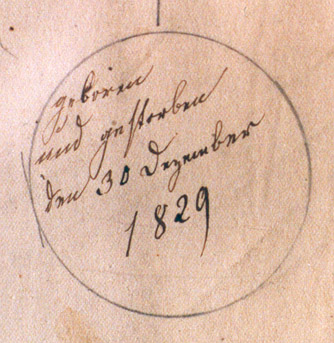 geboren
und gestorben
den 30 Dezember
1829